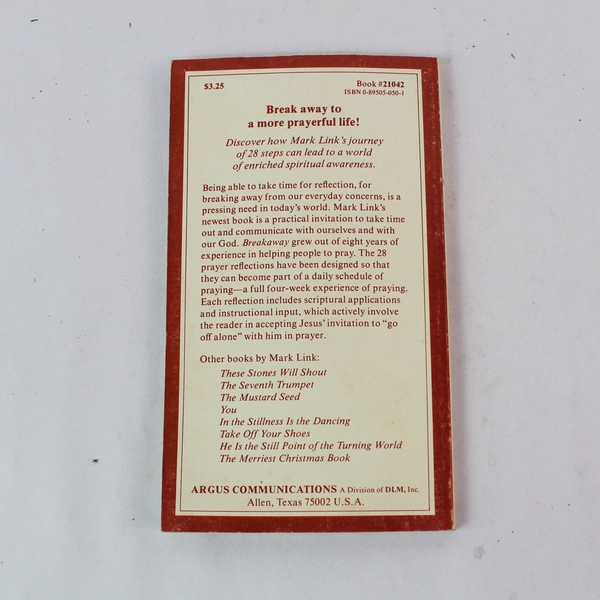 $3.25 Book #21042
ISBN 0-89505-050-1
Break away to
a more prayerful life!
Discover how Mark Link's journey
of 28 steps can lead to a world
of enriched spiritual awareness.
Being able to take time for reflection, for
breaking away from our everyday concerns, is a
pressing need in today's world. Mark Link's
newest book is a practical invitation to take time
out and communicate with ourselves and with
our God. Breakaway grew out of eight years of
experience in helping people to pray. The 28
prayer reflections have been designed so that
they can become part of a daily schedule of
praying—a full four-week experience of praying.
Each reflection includes scriptural applications
and instructional input, which actively involve
the reader in accepting Jesus' invitation to "go
off alone" with him in prayer.
Other books by Mark Link:
These Stones Will Shout
The Seventh Trumpet
The Mustard Seed
You
In the Stillness Is the Dancing
Take Off Your Shoes
He Is the Still Point of the Turning World
The Merriest Christmas Book
ARGUS COMMUNICATIONS A Division of DLM, Inc.
Allen, Texas 75002 U.S.A.